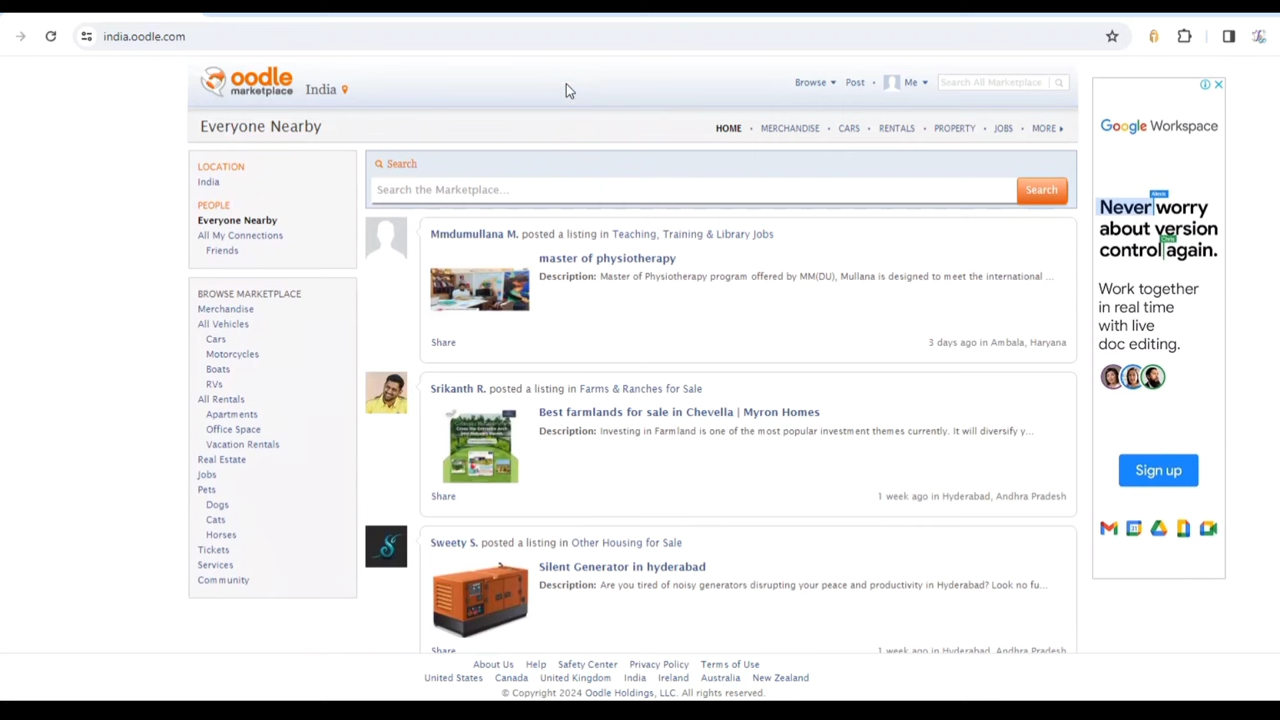 india.oodle.com
oodle
marketplace
India
Browse
Post
Me
Search All Marketplace
Everyone Nearby
HOME • MERCHANDISE • CARS • RENTALS • PROPERTY • JOBS • MORE
LOCATION
India
PEOPLE
Everyone Nearby
All My Connections
Friends
BROWSE MARKETPLACE
Merchandise
All Vehicles
Cars
Motorcycles
Boats
RVs
All Rentals
Apartments
Office Space
Vacation Rentals
Real Estate
Jobs
Pets
Dogs
Cats
Horses
Tickets
Services
Community
Search
Search the Marketplace...
Search
Mmdumullana M. posted a listing in Teaching, Training & Library Jobs
master of physiotherapy
Description: Master of Physiotherapy program offered by MM(DU), Mullana is designed to meet the international ...
Share
3 days ago in Ambala, Haryana
Srikanth R. posted a listing in Farms & Ranches for Sale
Best farmlands for sale in Chevella | Myron Homes
Description: Investing in Farmland is one of the most popular investment themes currently. It will diversify y...
Share
1 week ago in Hyderabad, Andhra Pradesh
Sweety S. posted a listing in Other Housing for Sale
Silent Generator in hyderabad
Description: Are you tired of noisy generators disrupting your peace and productivity in Hyderabad? Look no fu...
Share
1 week ago in Hyderabad, Andhra Pradesh
Google Workspace
Never worry
about version
control again.
Work together
in real time
with live
doc editing.
Sign up
About Us Help Safety Center Privacy Policy Terms of Use
United States Canada United Kingdom India Ireland Australia New Zealand
© Copyright 2024 Oodle Holdings, LLC. All rights reserved.